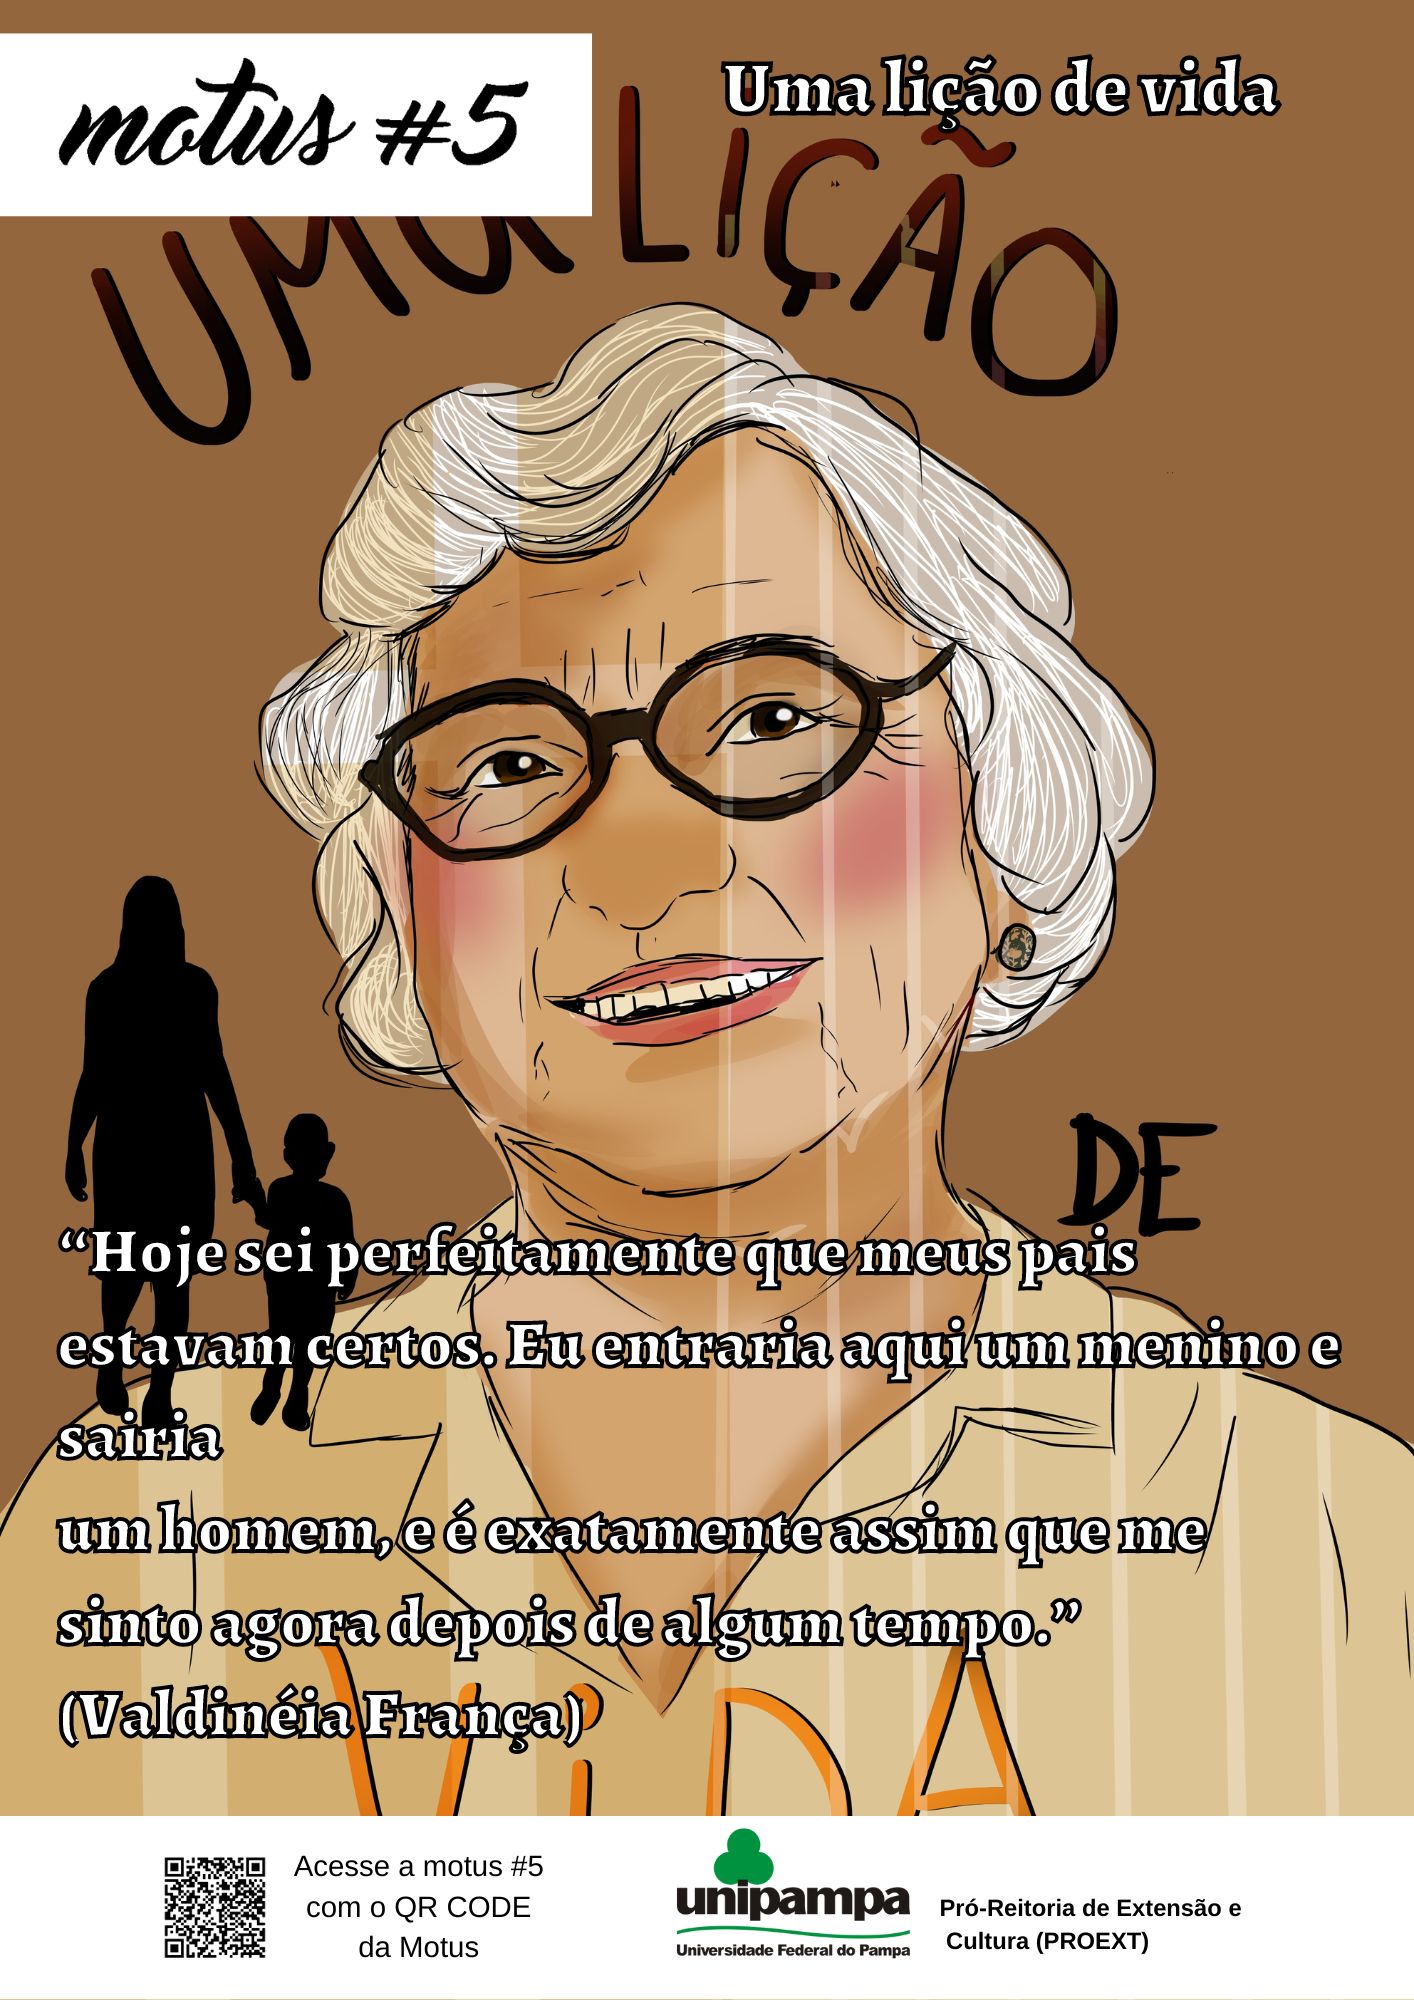 motus #5
Uma lição de vida
UMA LIÇÃO
DE
“Hoje sei perfeitamente que meus pais
estavam certos. Eu entraria aqui um menino e
sairia
um homem, e é exatamente assim que me
sinto agora depois de algum tempo.”
(Valdinéia França)
ViDA
Acesse a motus #5
com o QR CODE
da Motus
unipampa
Universidade Federal do Pampa
Pró-Reitoria de Extensão e
Cultura (PROEXT)